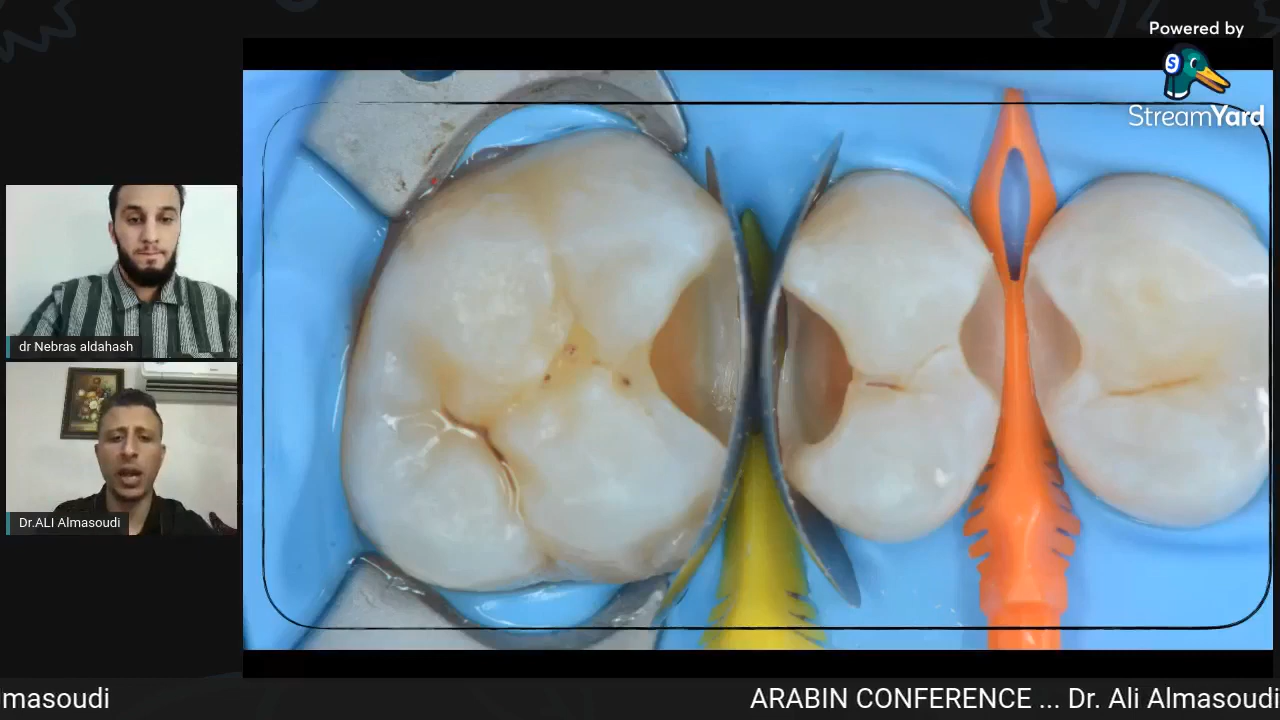 Powered by
S
StreamYard
dr Nebras aldahash
Dr.ALI Almasoudi
lmasoudi
ARABIN CONFERENCE ... Dr. Ali Almasoudi